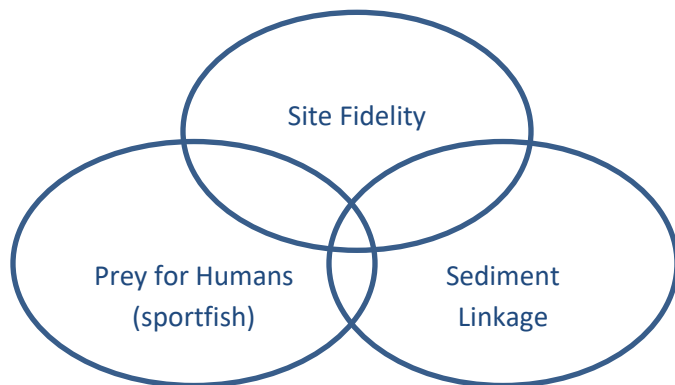 Site Fidelity
Prey for Humans
(sportfish)
Sediment
Linkage